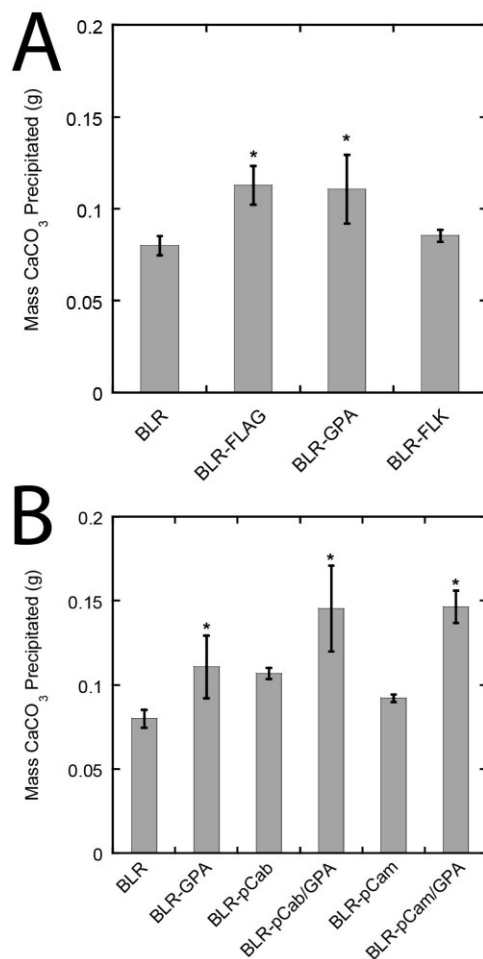 A
Mass CaCO3 Precipitated (g)
0.2
0.15
0.1
0.05
0
*
*
BLR
BLR-FLAG
BLR-GPA
BLR-FLK
B
Mass CaCO3 Precipitated (g)
0.2
0.15
0.1
0.05
0
*
*
*
BLR
BLR-GPA
BLR-pCab
BLR-pCab/GPA
BLR-pCam
BLR-pCam/GPA